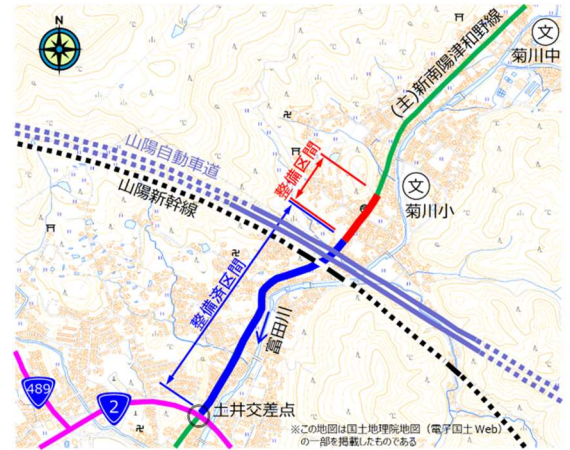 N
文
菊川中
(主)新南陽津和野線
山陽自動車道
山陽新幹線
整備区間
文
菊川小
整備済区間
富田川
489
2
土井交差点
※この地図は国土地理院地図（電子国土Web）
の一部を掲載したものである